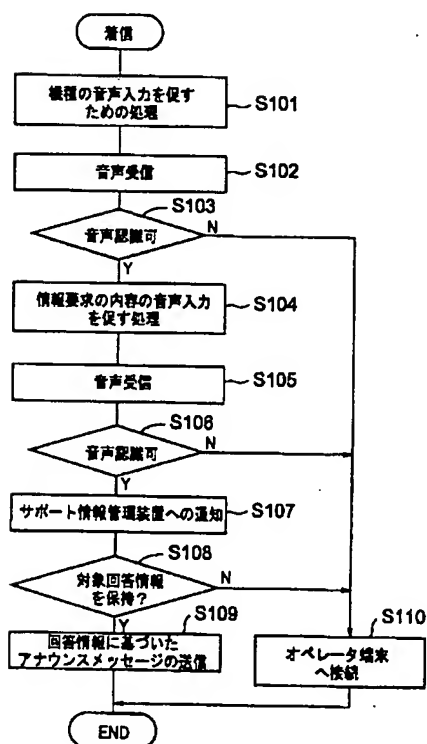 着信
機種の音声入力を促す
ための処理
S101
音声受信
S102
S103
音声認識可
N
Y
情報要求の内容の音声入力
を促す処理
S104
音声受信
S105
S106
音声認識可
N
Y
サポート情報管理装置への通知
S107
S108
対象回答情報
を保持?
N
Y
S109
回答情報に基づいた
アナウンスメッセージの送信
S110
オペレータ端末
へ接続
END